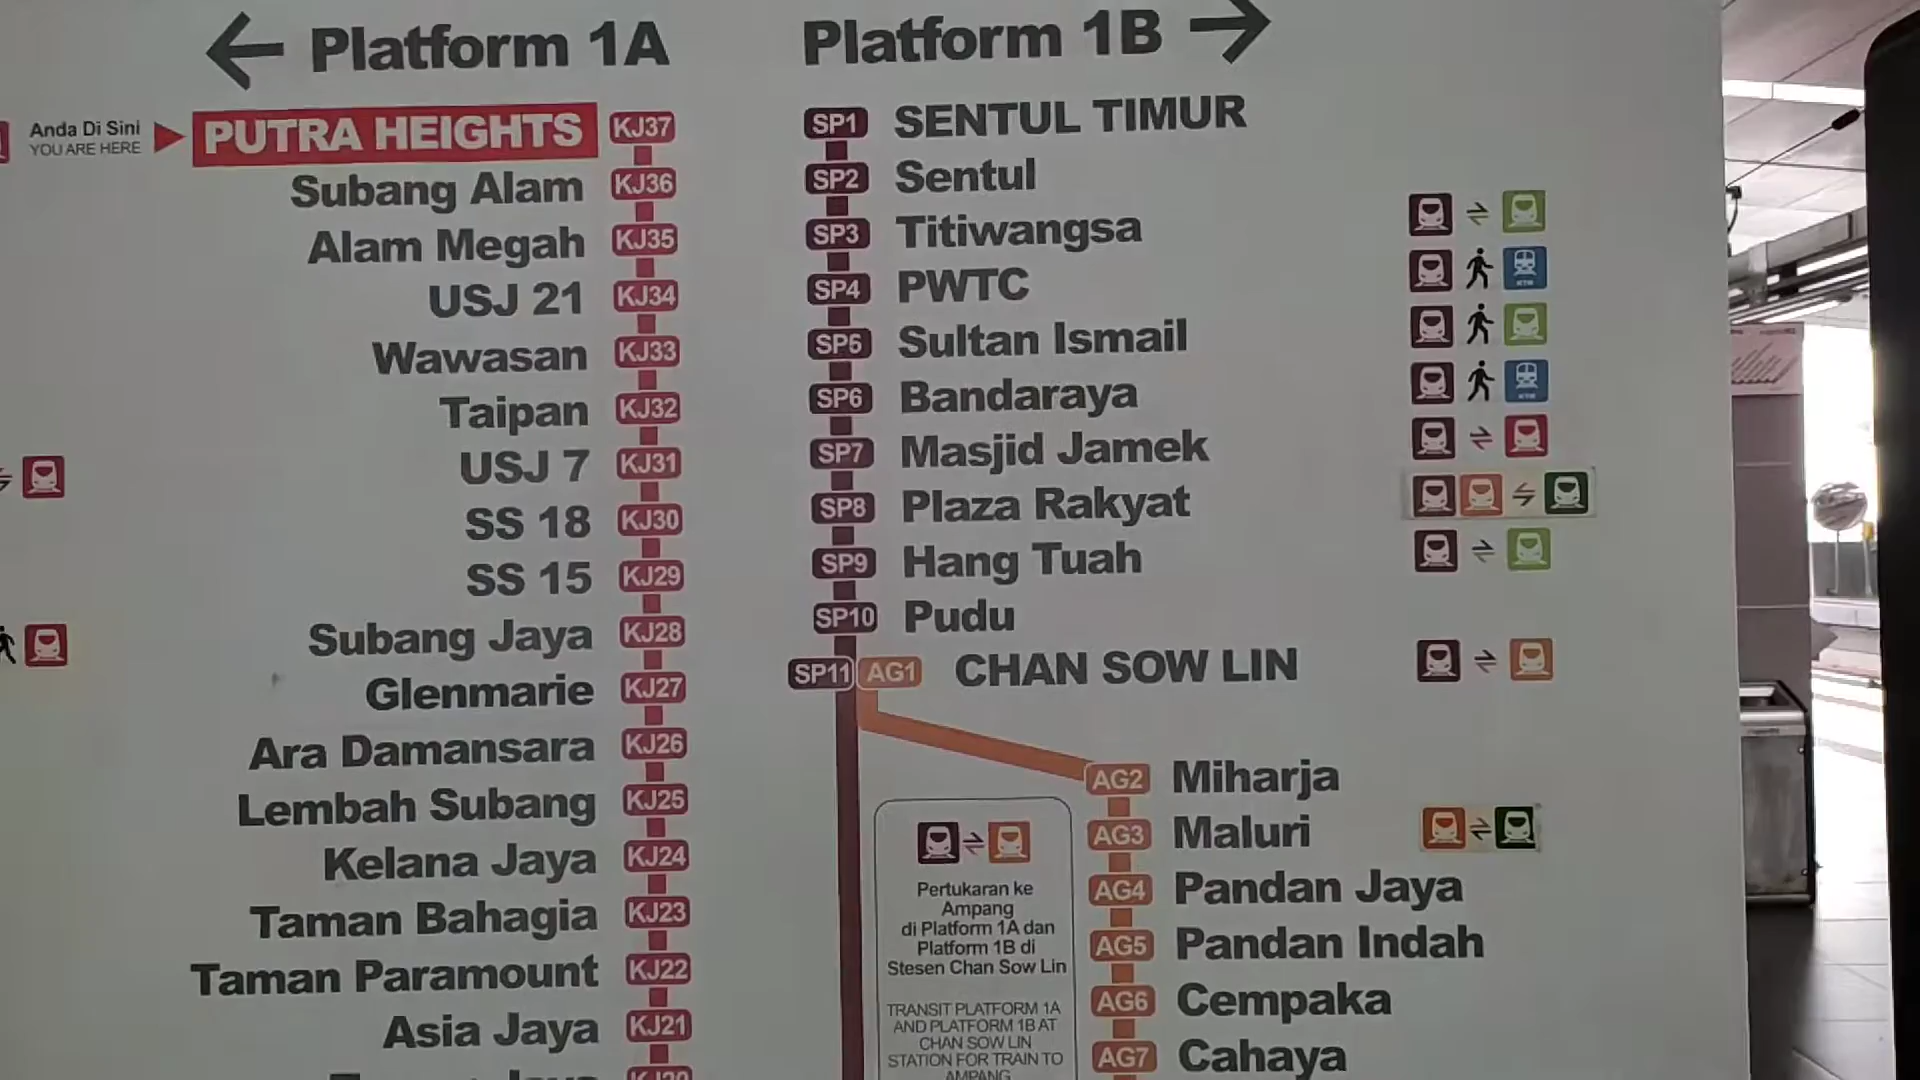 ← Platform 1A
Anda Di Sini
YOU ARE HERE
PUTRA HEIGHTS KJ37
Subang Alam KJ36
Alam Megah KJ35
USJ 21 KJ34
Wawasan KJ33
Taipan KJ32
USJ 7 KJ31
SS 18 KJ30
SS 15 KJ29
Subang Jaya KJ28
Glenmarie KJ27
Ara Damansara KJ26
Lembah Subang KJ25
Kelana Jaya KJ24
Taman Bahagia KJ23
Taman Paramount KJ22
Asia Jaya KJ21
Platform 1B →
SP1 SENTUL TIMUR
SP2 Sentul
SP3 Titiwangsa
SP4 PWTC
SP5 Sultan Ismail
SP6 Bandaraya
SP7 Masjid Jamek
SP8 Plaza Rakyat
SP9 Hang Tuah
SP10 Pudu
SP11 AG1 CHAN SOW LIN
AG2 Miharja
AG3 Maluri
AG4 Pandan Jaya
AG5 Pandan Indah
AG6 Cempaka
AG7 Cahaya
Pertukaran ke
Ampang
di Platform 1A dan
Platform 1B di
Stesen Chan Sow Lin
TRANSIT PLATFORM 1A
AND PLATFORM 1B AT
CHAN SOW LIN
STATION FOR TRAIN TO
AMPANG